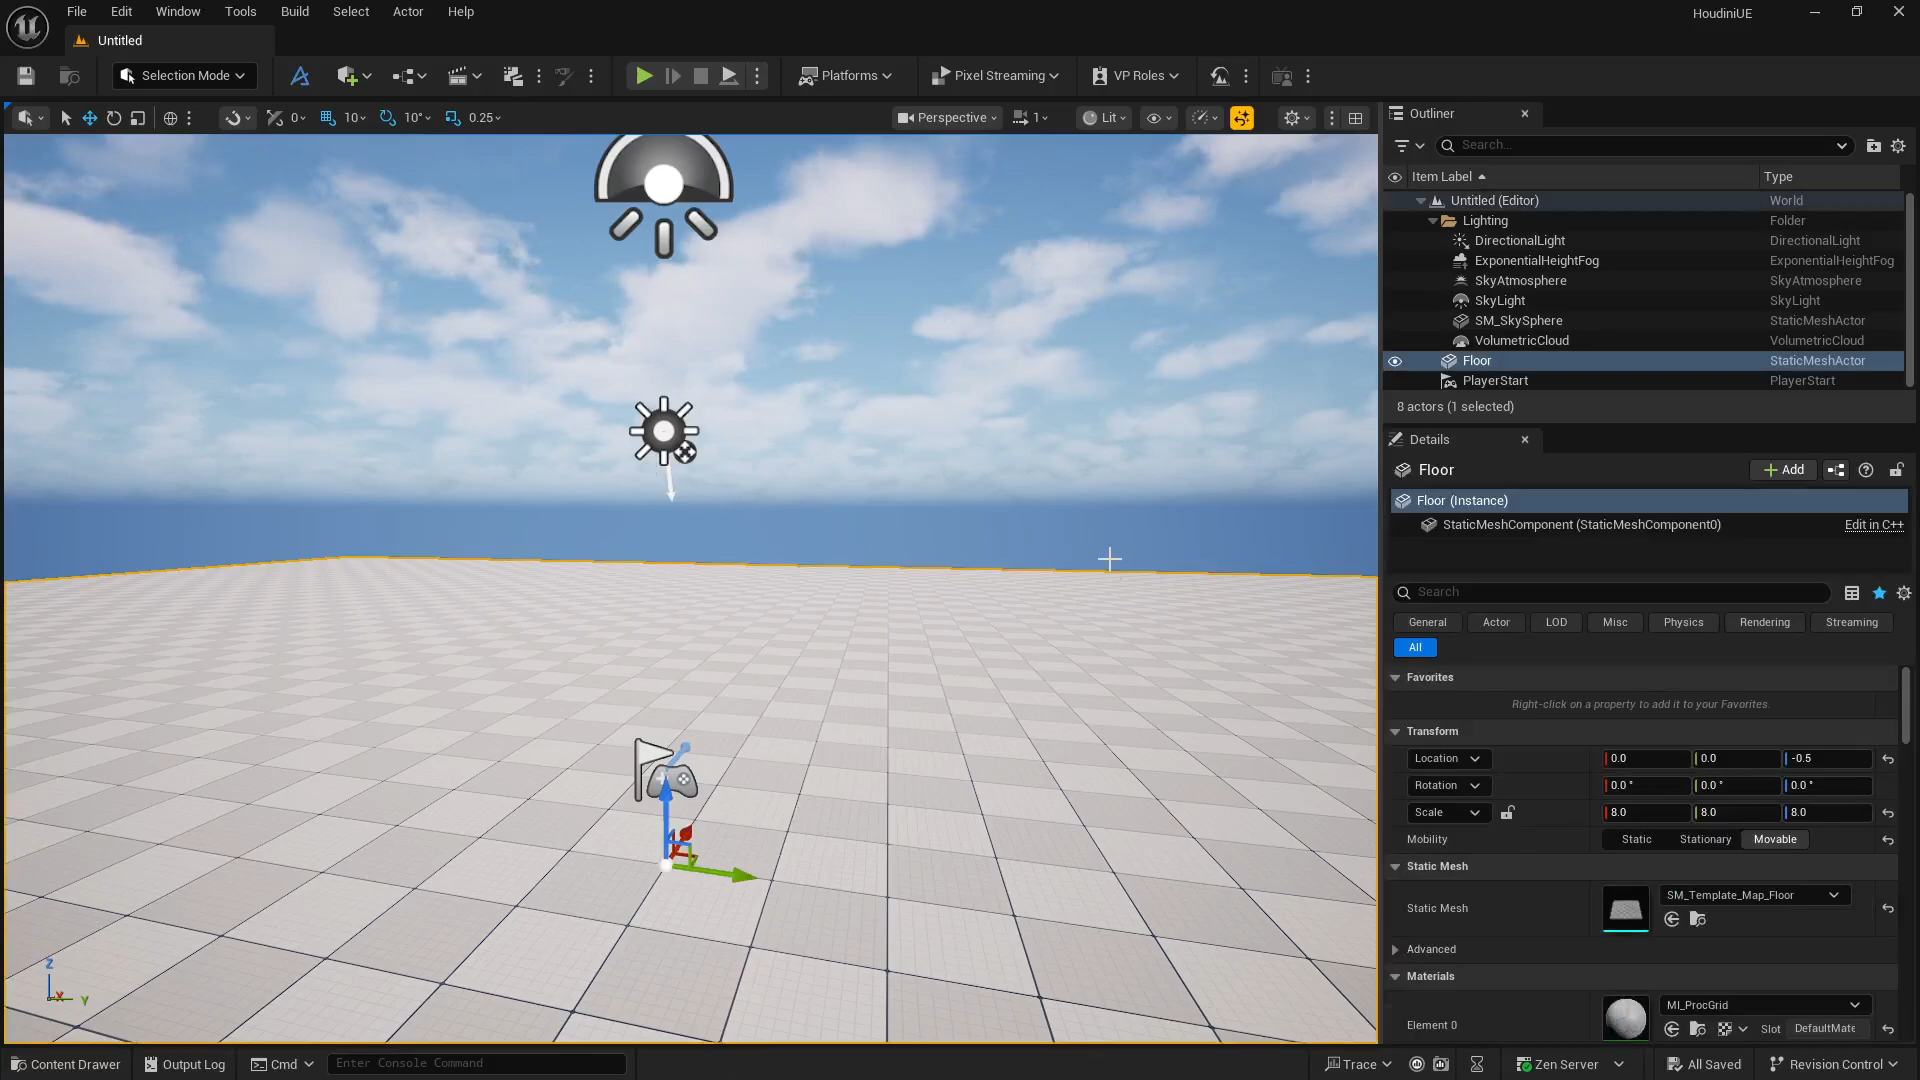 File Edit Window Tools Build Select Actor Help
HoudiniUE
Untitled
Selection Mode
Platforms
Pixel Streaming
VP Roles
0
10
10°
0.25
Perspective
1
Lit
Outliner
Search...
Item Label Type
Untitled (Editor) World
Lighting Folder
DirectionalLight DirectionalLight
ExponentialHeightFog ExponentialHeightFog
SkyAtmosphere SkyAtmosphere
SkyLight SkyLight
SM_SkySphere StaticMeshActor
VolumetricCloud VolumetricCloud
Floor StaticMeshActor
PlayerStart PlayerStart
8 actors (1 selected)
Details
Floor
Add
Floor (Instance)
StaticMeshComponent (StaticMeshComponent0) Edit in C++
Search
General Actor LOD Misc Physics Rendering Streaming
All
Favorites
Right-click on a property to add it to your Favorites.
Transform
Location 0.0 0.0 -0.5
Rotation 0.0 ° 0.0 ° 0.0 °
Scale 8.0 8.0 8.0
Mobility Static Stationary Movable
Static Mesh
Static Mesh SM_Template_Map_Floor
Advanced
Materials
Element 0 MI_ProcGrid
Slot DefaultMate
Z
X Y
Content Drawer Output Log Cmd Enter Console Command Trace Zen Server All Saved Revision Control